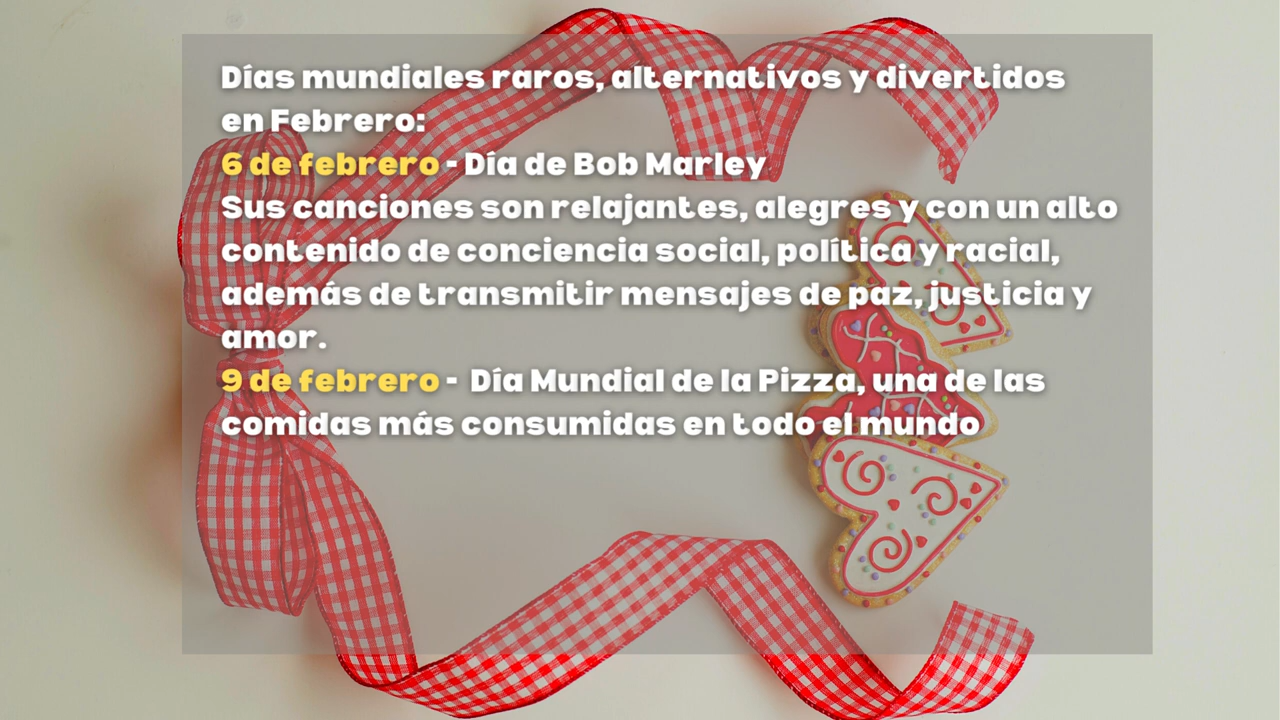 Días mundiales raros, alternativos y divertidos
en Febrero:
6 de febrero - Día de Bob Marley
Sus canciones son relajantes, alegres y con un alto
contenido de conciencia social, política y racial,
además de transmitir mensajes de paz, justicia y
amor.
9 de febrero - Día Mundial de la Pizza, una de las
comidas más consumidas en todo el mundo